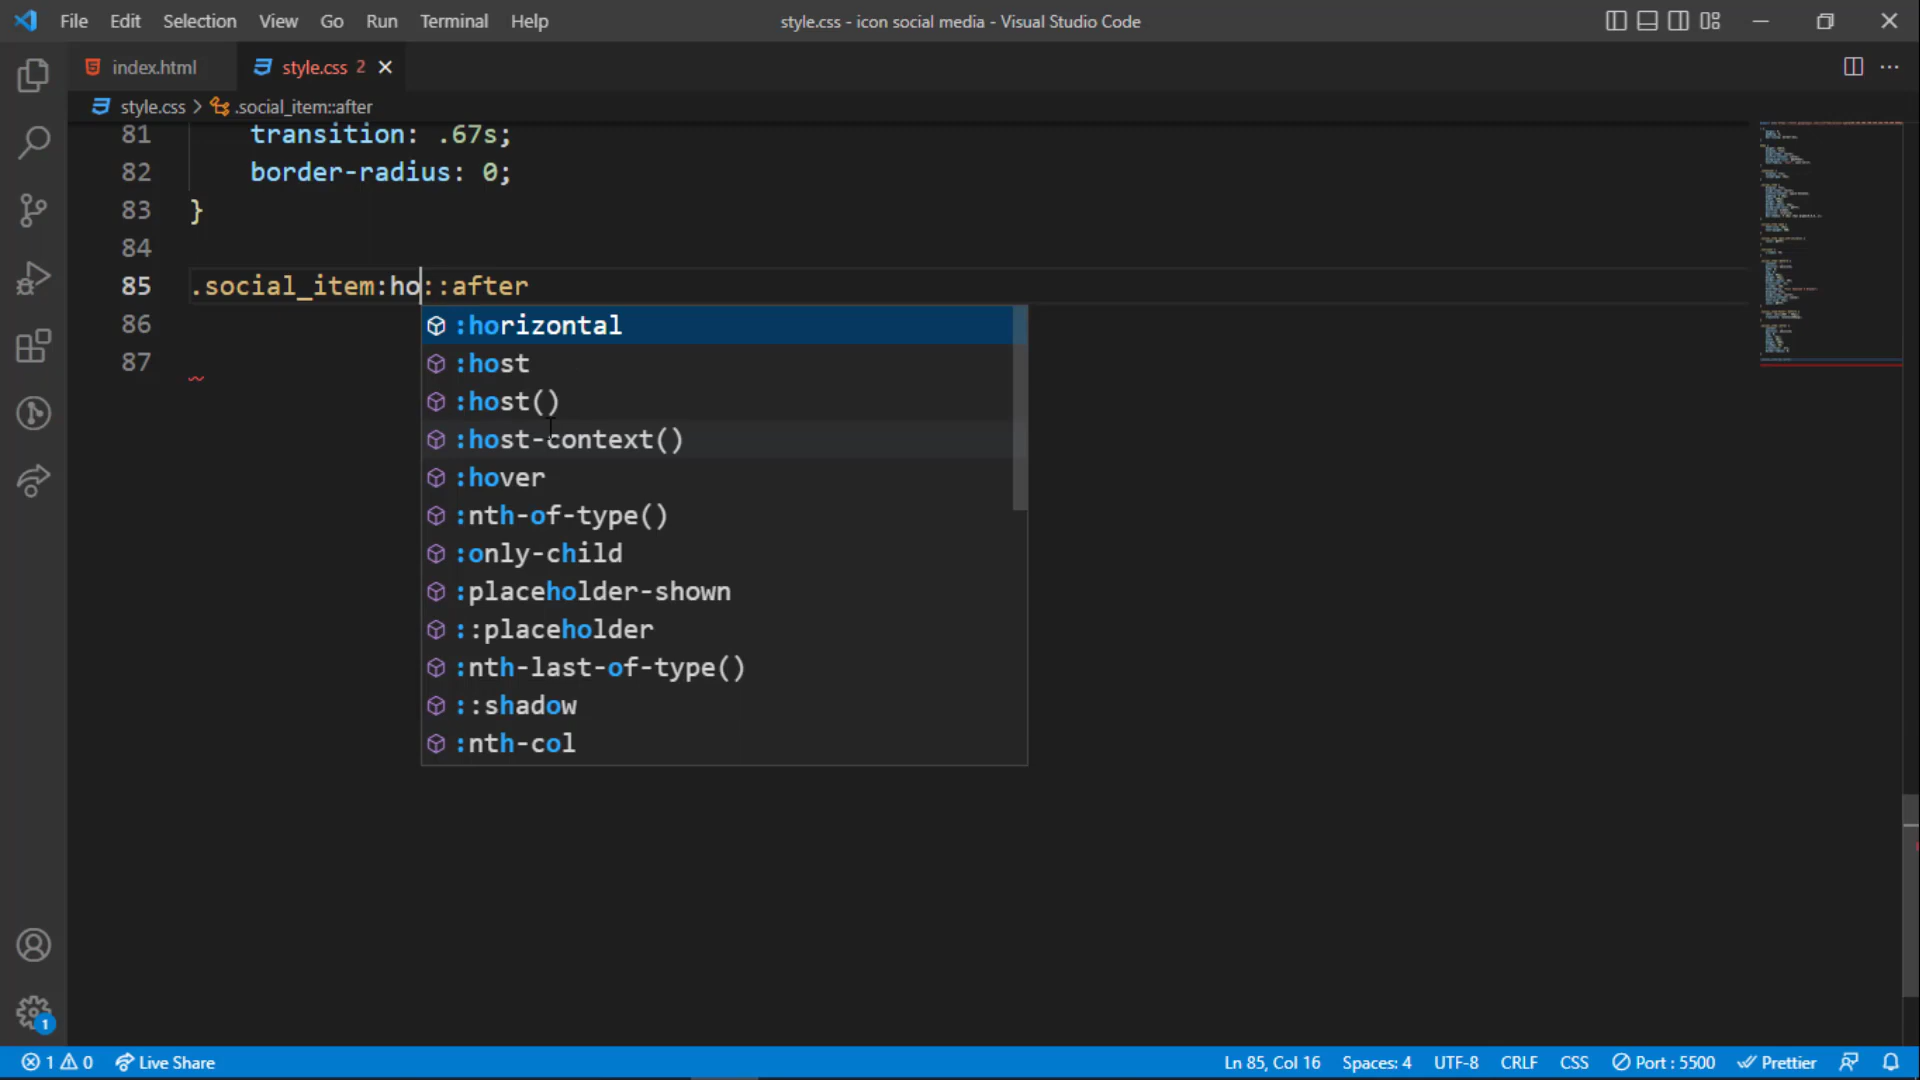 File Edit Selection View Go Run Terminal Help
style.css - icon social media - Visual Studio Code
index.html
style.css 2
style.css > .social_item::after
81 transition: .67s;
82 border-radius: 0;
83 }
84
85 .social_item:ho::after
86
87
:horizontal
:host
:host()
:host-context()
:hover
:nth-of-type()
:only-child
:placeholder-shown
::placeholder
:nth-last-of-type()
::shadow
:nth-col
1
1 0 Live Share Ln 85, Col 16 Spaces: 4 UTF-8 CRLF CSS Port : 5500 Prettier